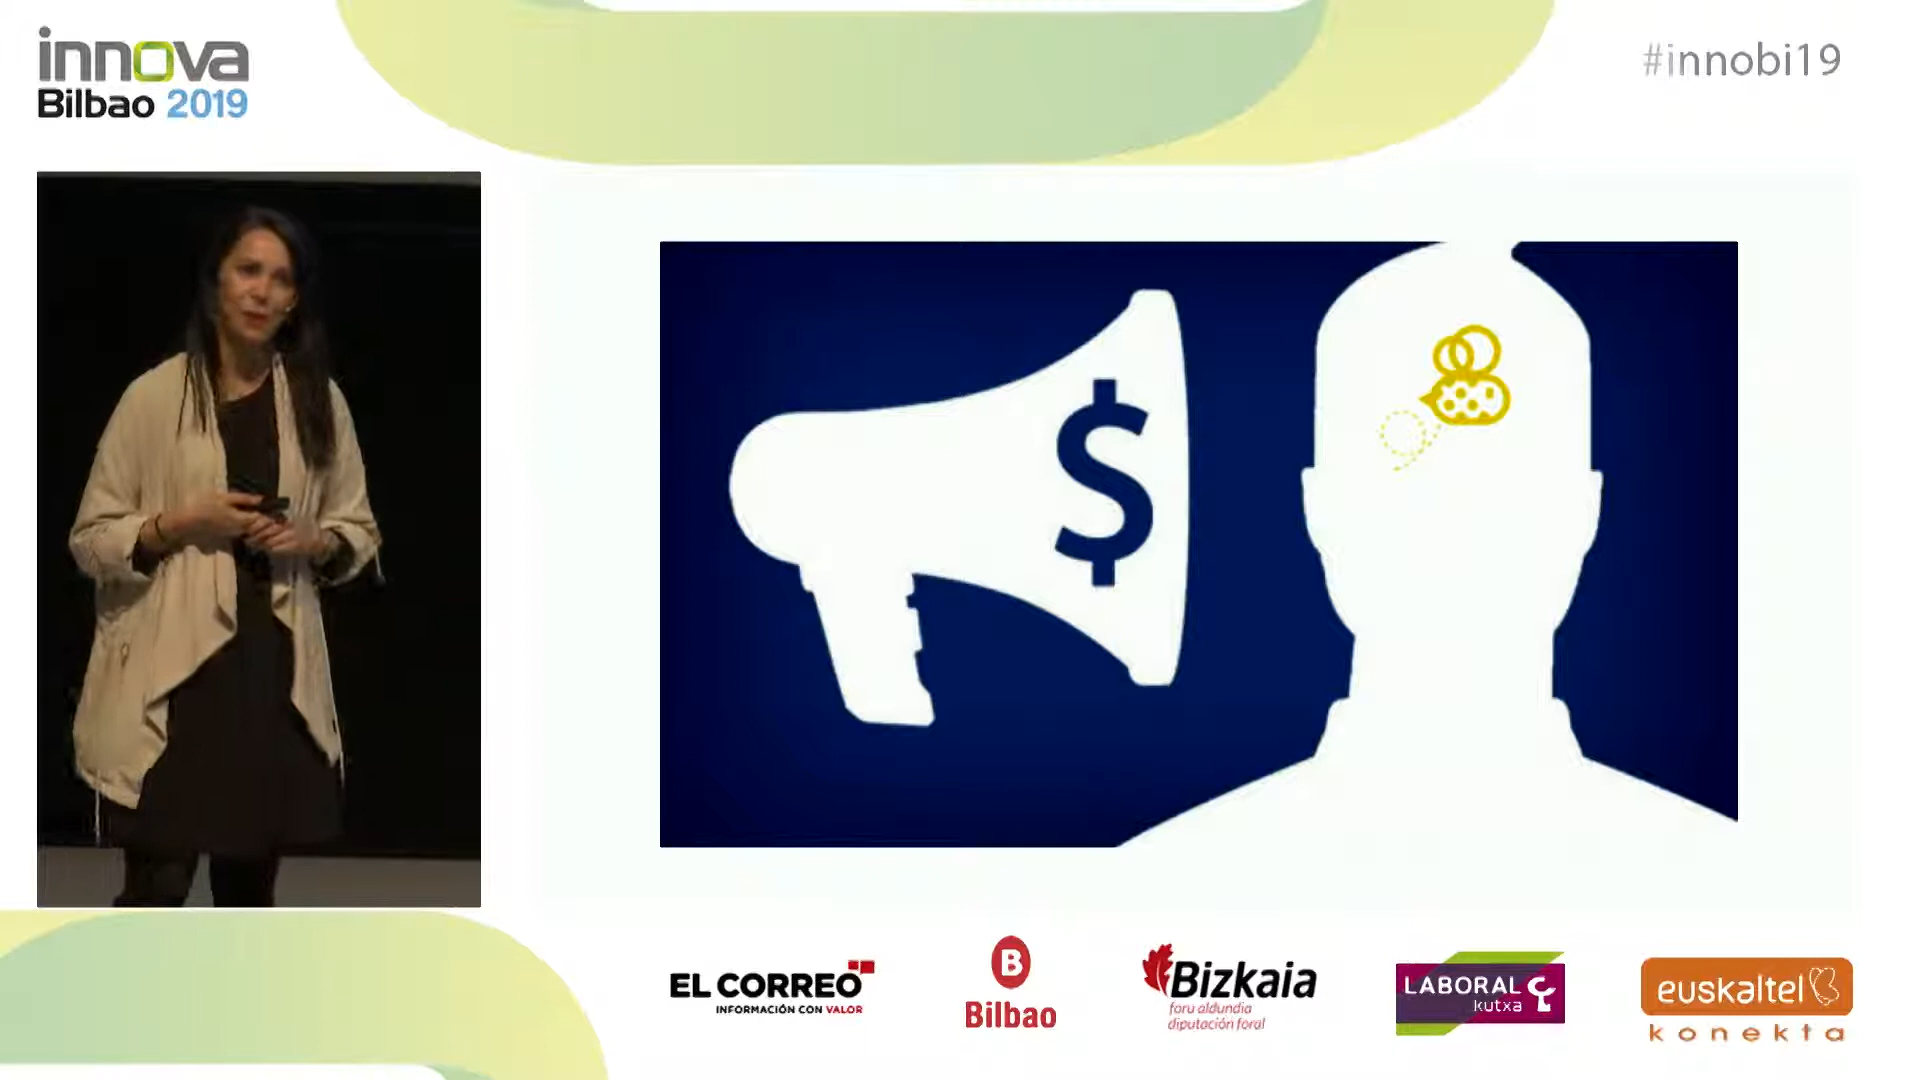 innova
Bilbao 2019
#innobi19
$
EL CORREO
INFORMACIÓN CON VALOR
B
Bilbao
Bizkaia
foru aldundia
diputación foral
LABORAL
kutxa
euskaltel
konekta